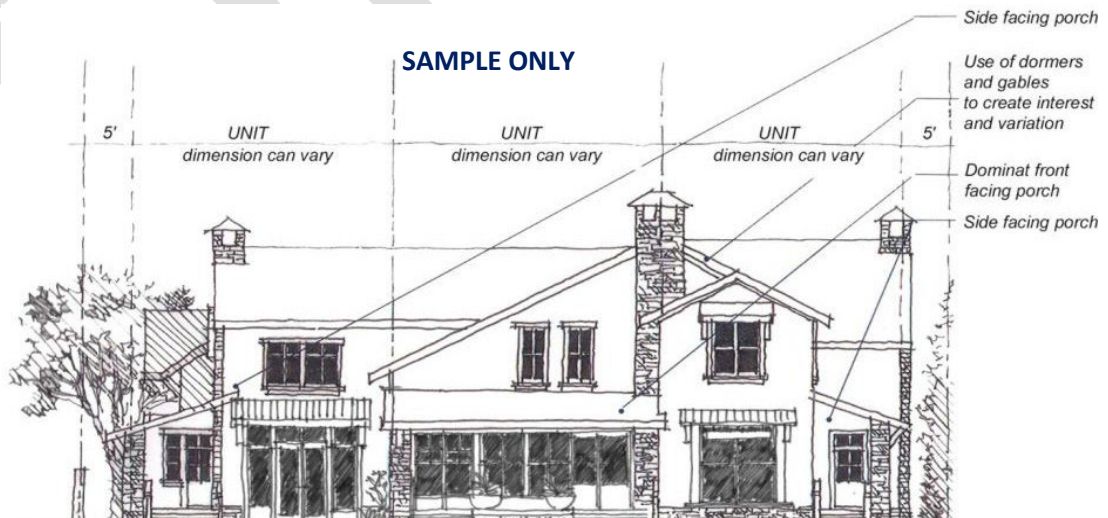 Side facing porch
SAMPLE ONLY
Use of dormers
and gables
to create interest
and variation
5'
UNIT
dimension can vary
UNIT
dimension can vary
UNIT
dimension can vary
5'
Dominat front
facing porch
Side facing porch